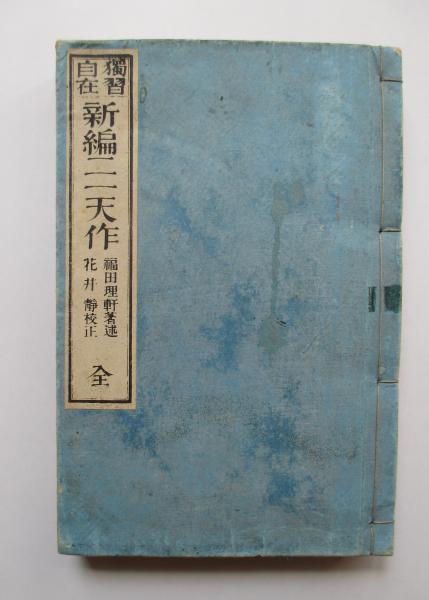 獨習
自在
新編二一天作
福田理軒著述
花井靜校正
全